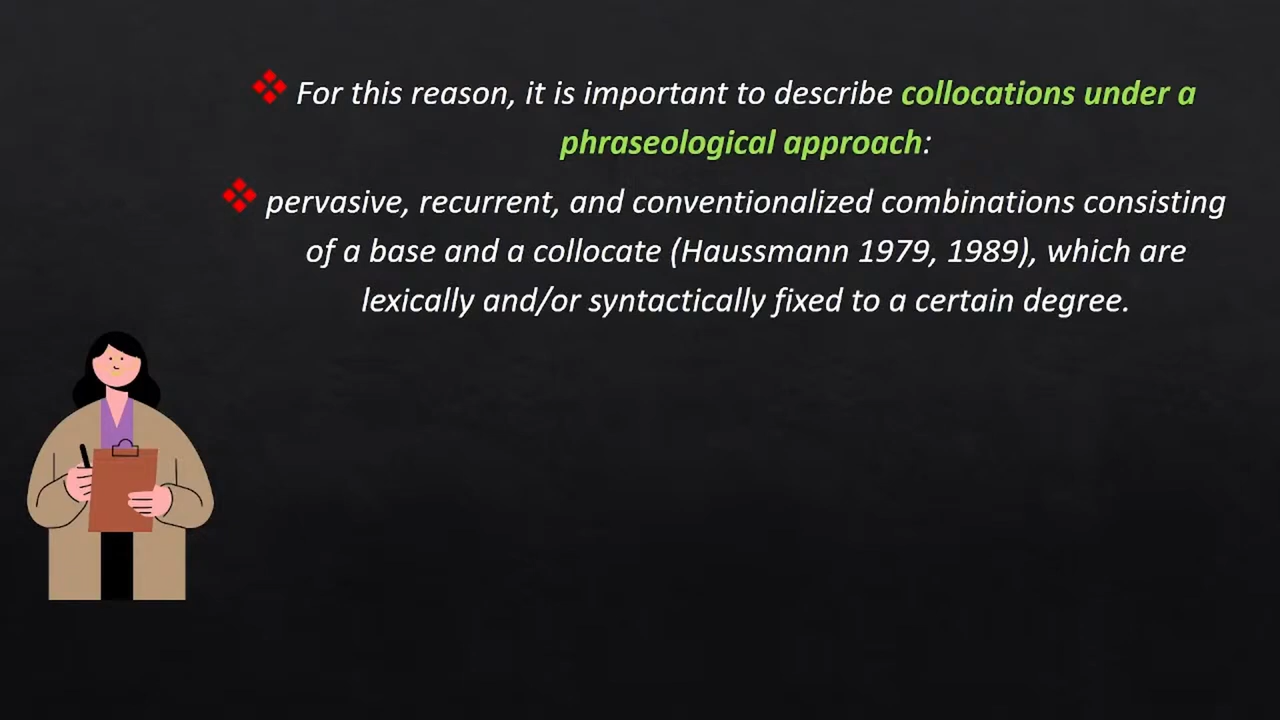 For this reason, it is important to describe collocations under a
phraseological approach:
pervasive, recurrent, and conventionalized combinations consisting
of a base and a collocate (Haussmann 1979, 1989), which are
lexically and/or syntactically fixed to a certain degree.